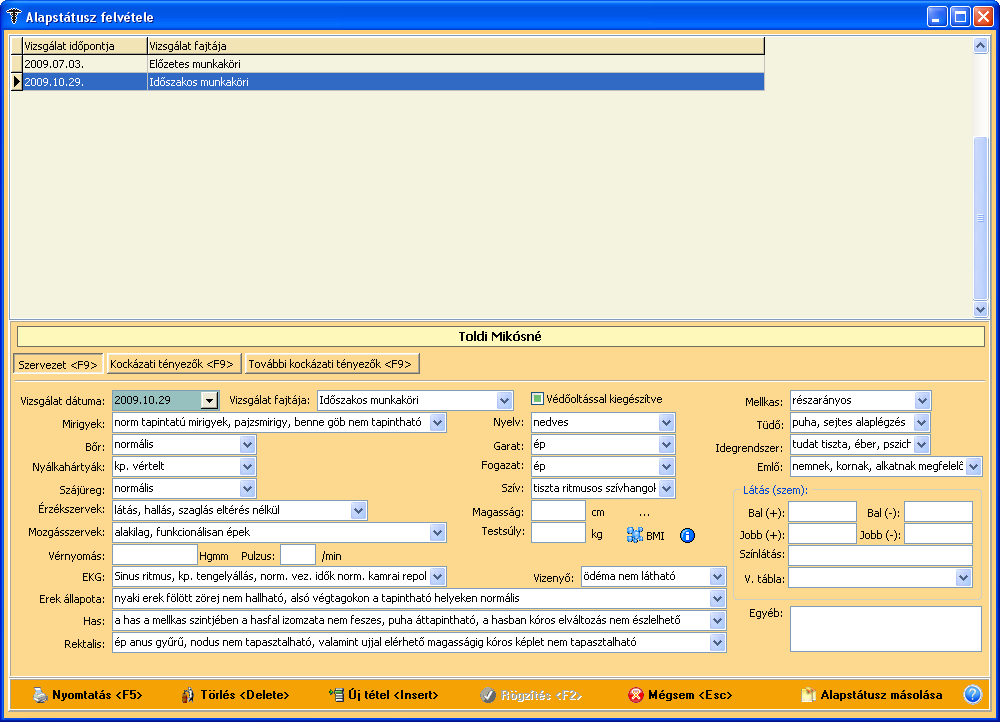 Alapstátusz felvétele
Vizsgálat időpontja Vizsgálat fajtája
2009.07.03. Előzetes munkaköri
2009.10.29. Időszakos munkaköri
Toldi Mikósné
Szervezet <F9> Kockázati tényezők <F9> További kockázati tényezők <F9>
Vizsgálat dátuma: 2009.10.29 Vizsgálat fajtája: Időszakos munkaköri Védőoltással kiegészítve Mellkas: részarányos
Mirigyek: norm tapintatú mirigyek, pajzsmirigy, benne göb nem tapintható Nyelv: nedves Tüdő: puha, sejtes alaplégzés
Bőr: normális Garat: ép Idegrendszer: tudat tiszta, éber, pszich
Nyálkahártyák: kp. vértelt Fogazat: ép Emlő: nemnek, kornak, alkatnak megfelelő
Szájüreg: normális Szív: tiszta ritmusos szívhangok Látás (szem):
Érzékszervek: látás, hallás, szaglás eltérés nélkül Magasság: cm ... Bal (+): Bal (-):
Mozgásszervek: alakilag, funkcionálisan épek Testsúly: kg BMI Jobb (+): Jobb (-):
Vérnyomás: Hgmm Pulzus: /min Színlátás:
EKG: Sinus ritmus, kp. tengelyállás, norm. vez. idők norm. kamrai repol Vizenyő: ödéma nem látható V. tábla:
Erek állapota: nyaki erek fölött zörej nem hallható, alsó végtagokon a tapintható helyeken normális
Has: a has a mellkas szintjében a hasfal izomzata nem feszes, puha áttapintható, a hasban kóros elváltozás nem észlelhető Egyéb:
Rektalis: ép anus gyűrű, nodus nem tapasztalható, valamint ujjal elérhető magasságig kóros képlet nem tapasztalható
Nyomtatás <F5> Törlés <Delete> Új tétel <Insert> Rögzítés <F2> Mégsem <Esc> Alapstátusz másolása